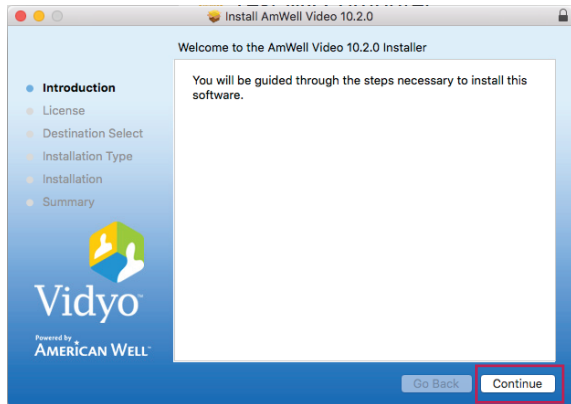 Install AmWell Video 10.2.0
Welcome to the AmWell Video 10.2.0 Installer
Introduction
License
Destination Select
Installation Type
Installation
Summary
You will be guided through the steps necessary to install this
software.
Vidyo™
Powered by
AMERICAN WELL™
Go Back
Continue